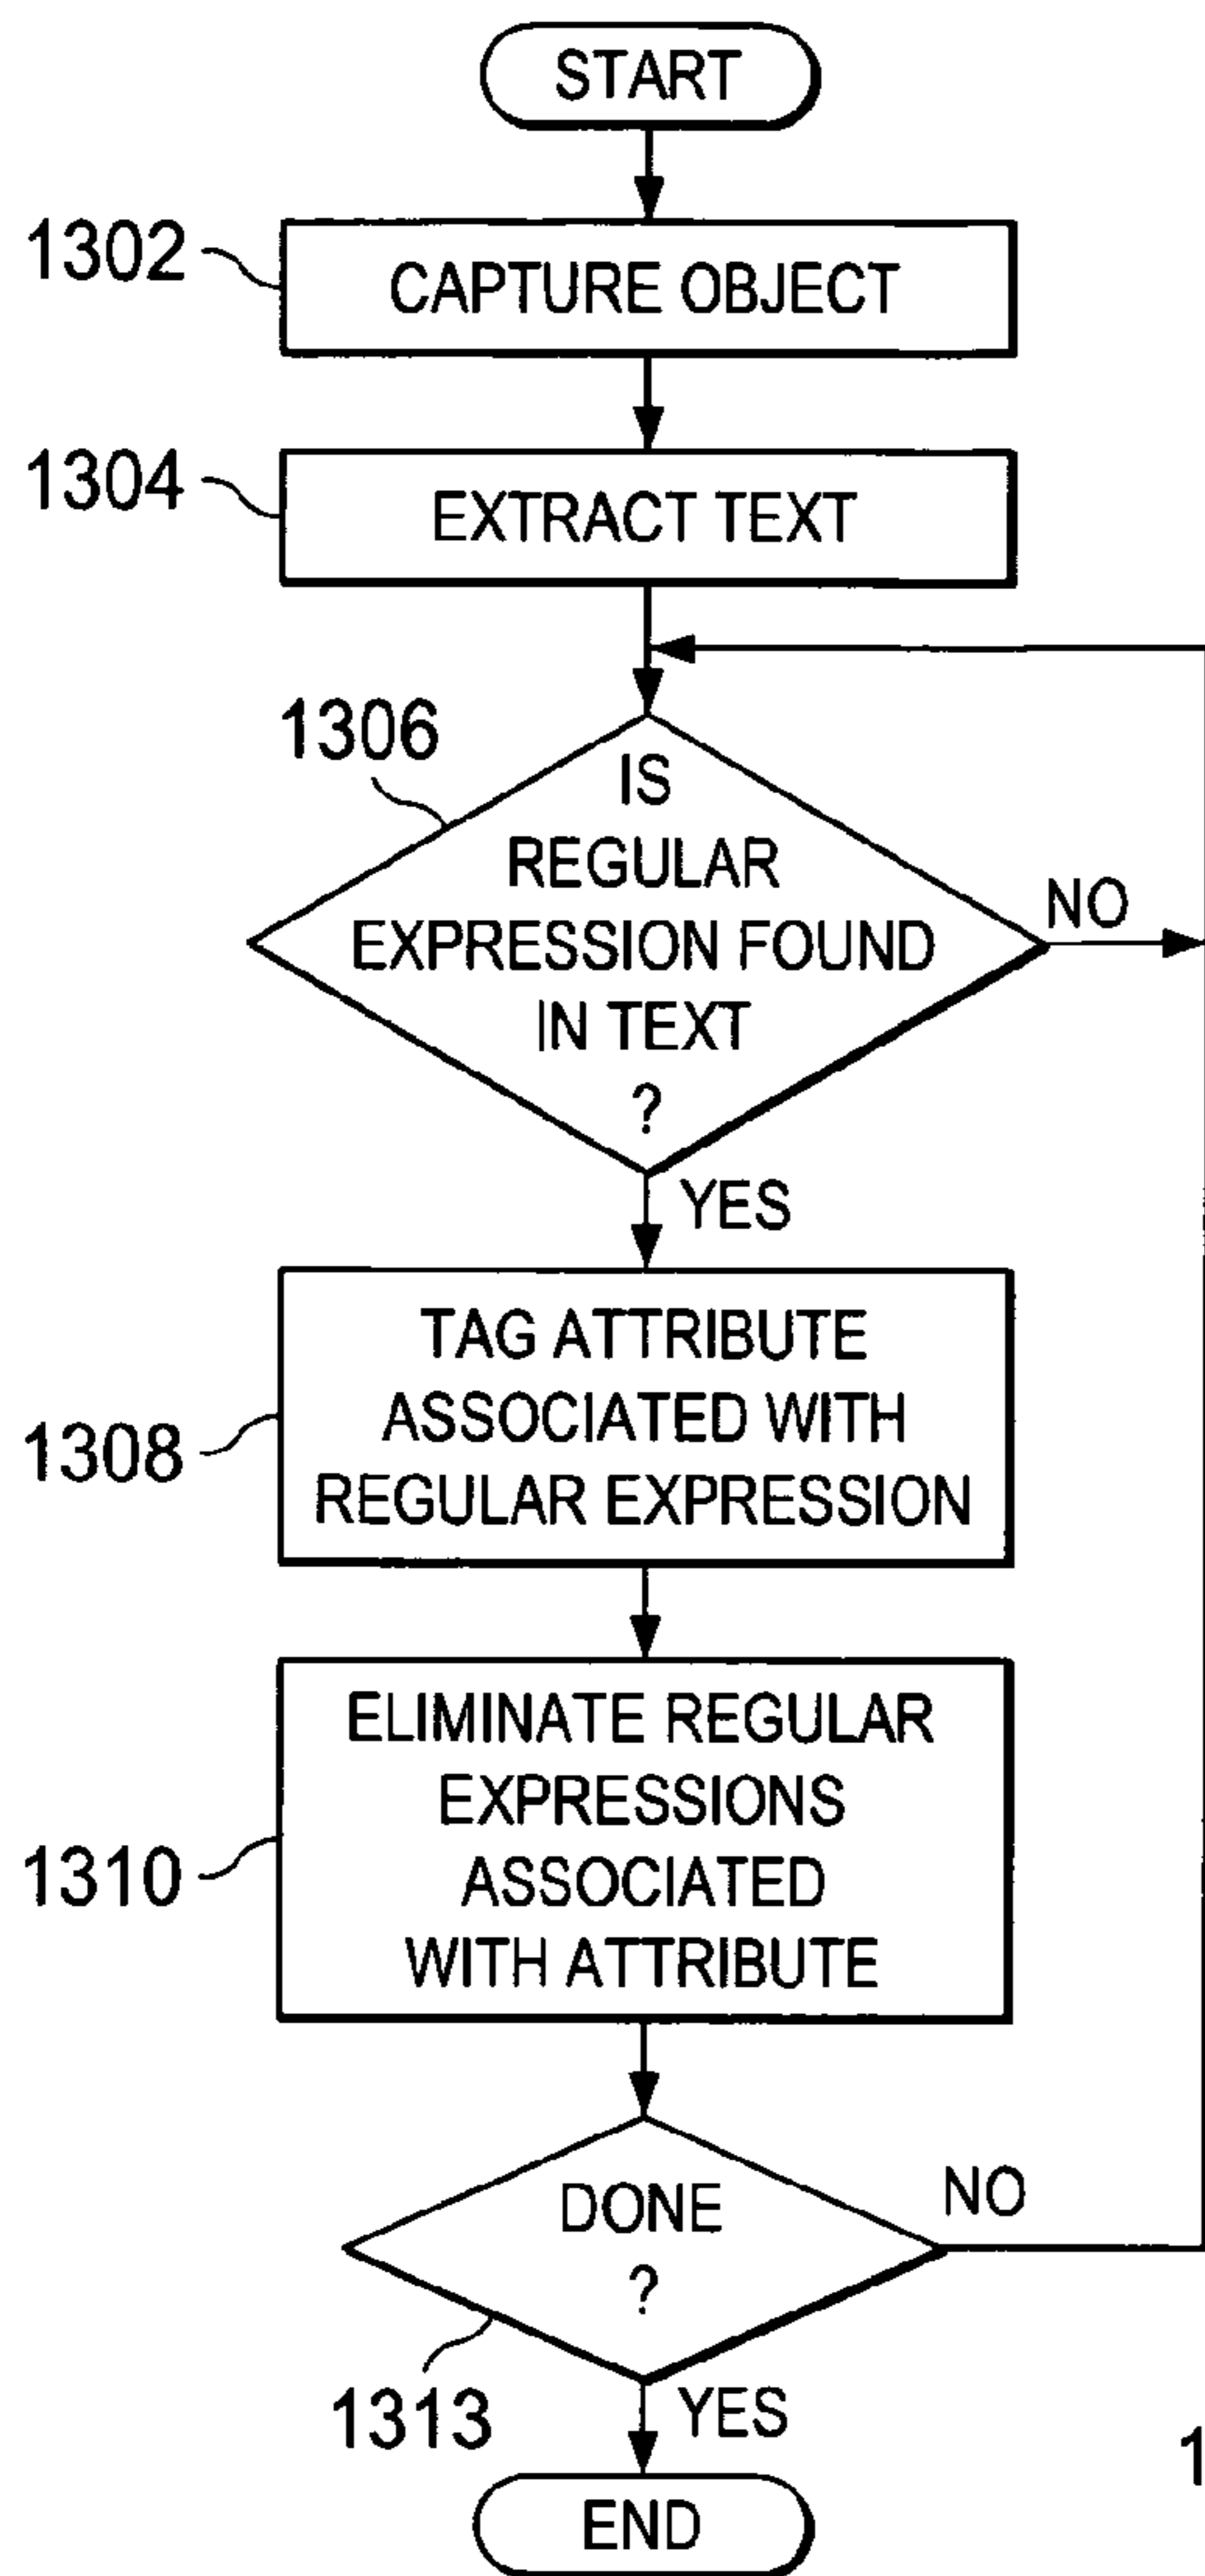 START
1302
CAPTURE OBJECT
1304
EXTRACT TEXT
1306
IS
REGULAR
EXPRESSION FOUND
IN TEXT
?
NO
YES
1308
TAG ATTRIBUTE
ASSOCIATED WITH
REGULAR EXPRESSION
1310
ELIMINATE REGULAR
EXPRESSIONS
ASSOCIATED
WITH ATTRIBUTE
DONE
?
NO
1313
YES
1
END